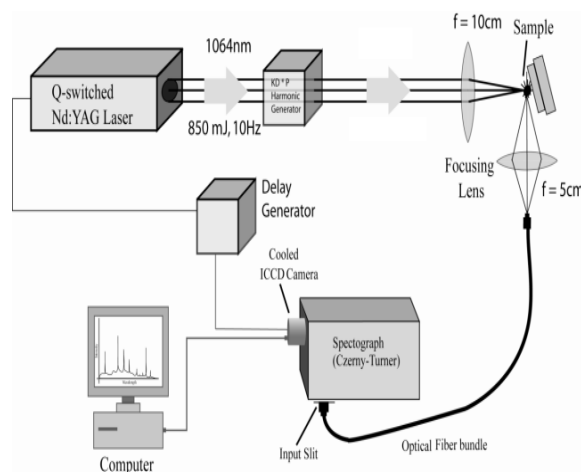 1064nm
f = 10cm
Sample
Q-switched
Nd:YAG Laser
KD * P
Harmonic
Generator
850 mJ, 10Hz
Focusing
Lens
f = 5cm
Delay
Generator
Cooled
ICCD Camera
Spectograph
(Czerny-Turner)
Input Slit
Optical Fiber bundle
Computer